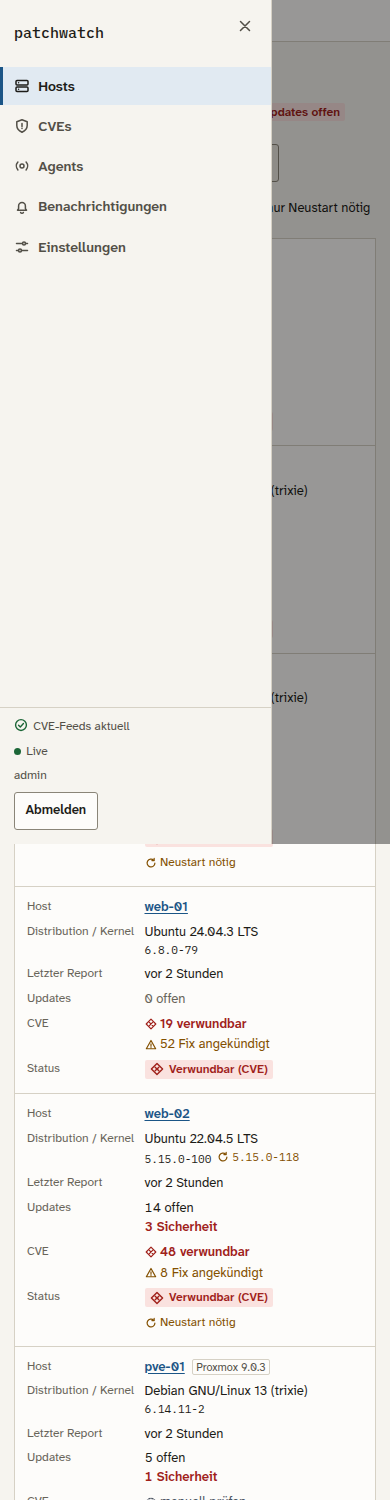 patchwatch
Hosts
CVEs
Agents
Benachrichtigungen
Einstellungen
pdates offen
Neustart nötig
(trixie)
(trixie)
CVE-Feeds aktuell
Live
admin
Abmelden
Neustart nötig
Host web-01
Distribution / Kernel Ubuntu 24.04.3 LTS
6.8.0-79
Letzter Report vor 2 Stunden
Updates 0 offen
CVE 19 verwundbar
52 Fix angekündigt
Status Verwundbar (CVE)
Host web-02
Distribution / Kernel Ubuntu 22.04.5 LTS
5.15.0-100 5.15.0-118
Letzter Report vor 2 Stunden
Updates 14 offen
3 Sicherheit
CVE 48 verwundbar
8 Fix angekündigt
Status Verwundbar (CVE)
Neustart nötig
Host pve-01 Proxmox 9.0.3
Distribution / Kernel Debian GNU/Linux 13 (trixie)
6.14.11-2
Letzter Report vor 2 Stunden
Updates 5 offen
1 Sicherheit
CVE manuell prüfen